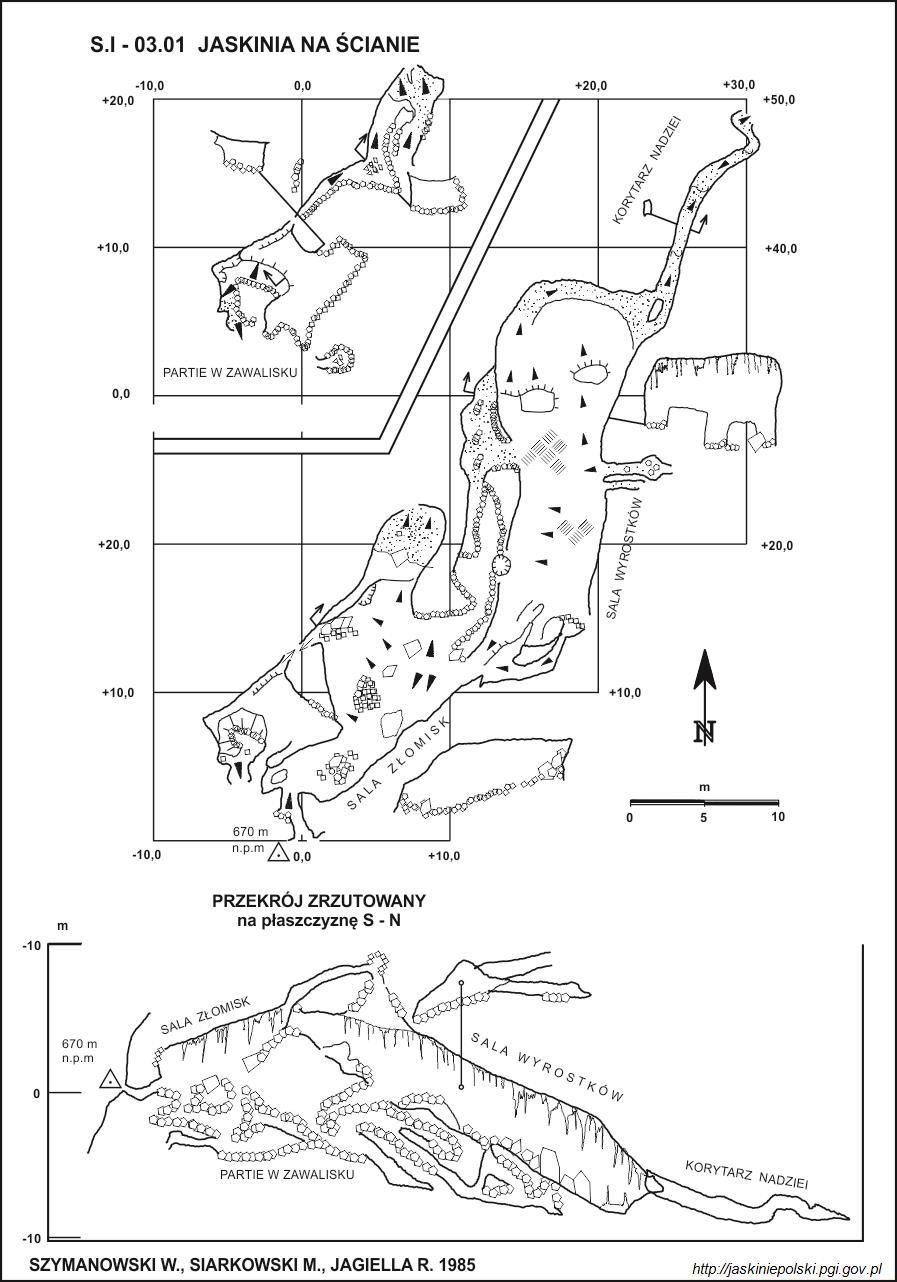 S.I - 03.01 JASKINIA NA ŚCIANIE
-10,0
0,0
+20,0
+30,0
+20,0
+50,0
KORYTARZ NADZIEI
+10,0
+40,0
PARTIE W ZAWALISKU
0,0
SALA WYROSTKÓW
+20,0
+20,0
+10,0
+10,0
N
SALA ZŁOMISK
m
0
5
10
670 m
n.p.m
-10,0
0,0
+10,0
PRZEKRÓJ ZRZUTOWANY
na płaszczyznę S - N
m
-10
SALA ZŁOMISK
SALA WYROSTKÓW
670 m
n.p.m
0
PARTIE W ZAWALISKU
KORYTARZ NADZIEI
-10
SZYMANOWSKI W., SIARKOWSKI M., JAGIELLA R. 1985
http://jaskiniepolski.pgi.gov.pl